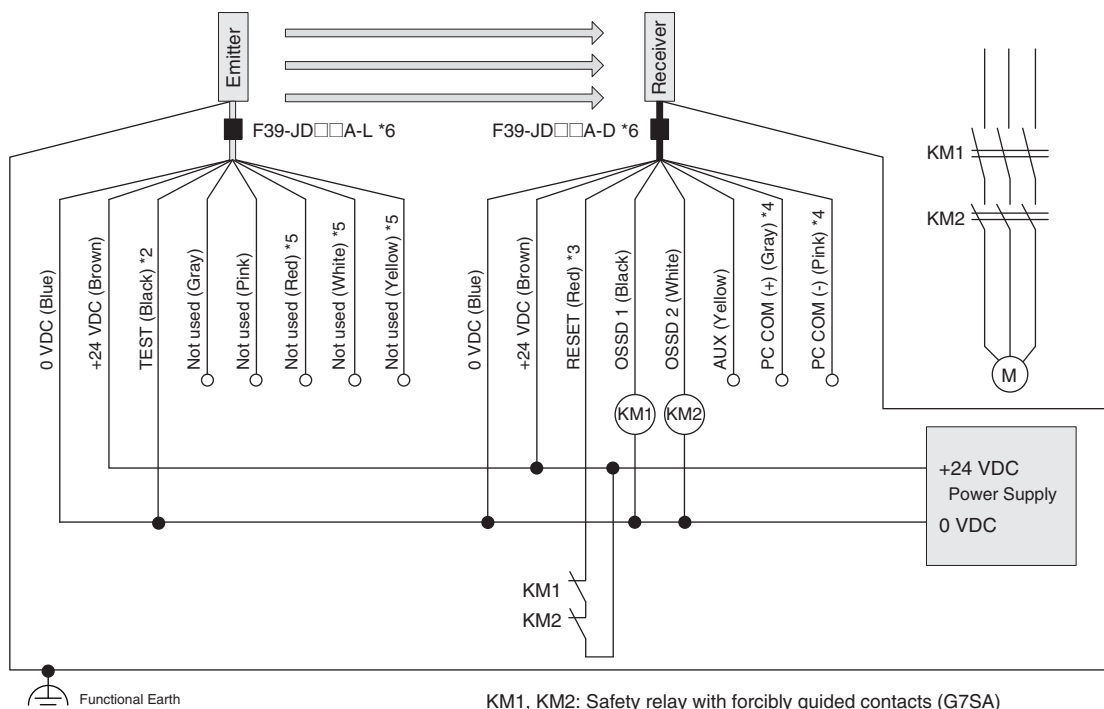 Emitter
Receiver
F39-JD□□A-L *6
F39-JD□□A-D *6
KM1
KM2
M
0 VDC (Blue)
+24 VDC (Brown)
TEST (Black) *2
Not used (Gray)
Not used (Pink)
Not used (Red) *5
Not used (White) *5
Not used (Yellow) *5
0 VDC (Blue)
+24 VDC (Brown)
RESET (Red) *3
OSSD 1 (Black)
OSSD 2 (White)
AUX (Yellow)
PC COM (+) (Gray) *4
PC COM (-) (Pink) *4
KM1
KM2
+24 VDC
Power Supply
0 VDC
KM1
KM2
Functional Earth
KM1, KM2: Safety relay with forcibly guided contacts (G7SA)